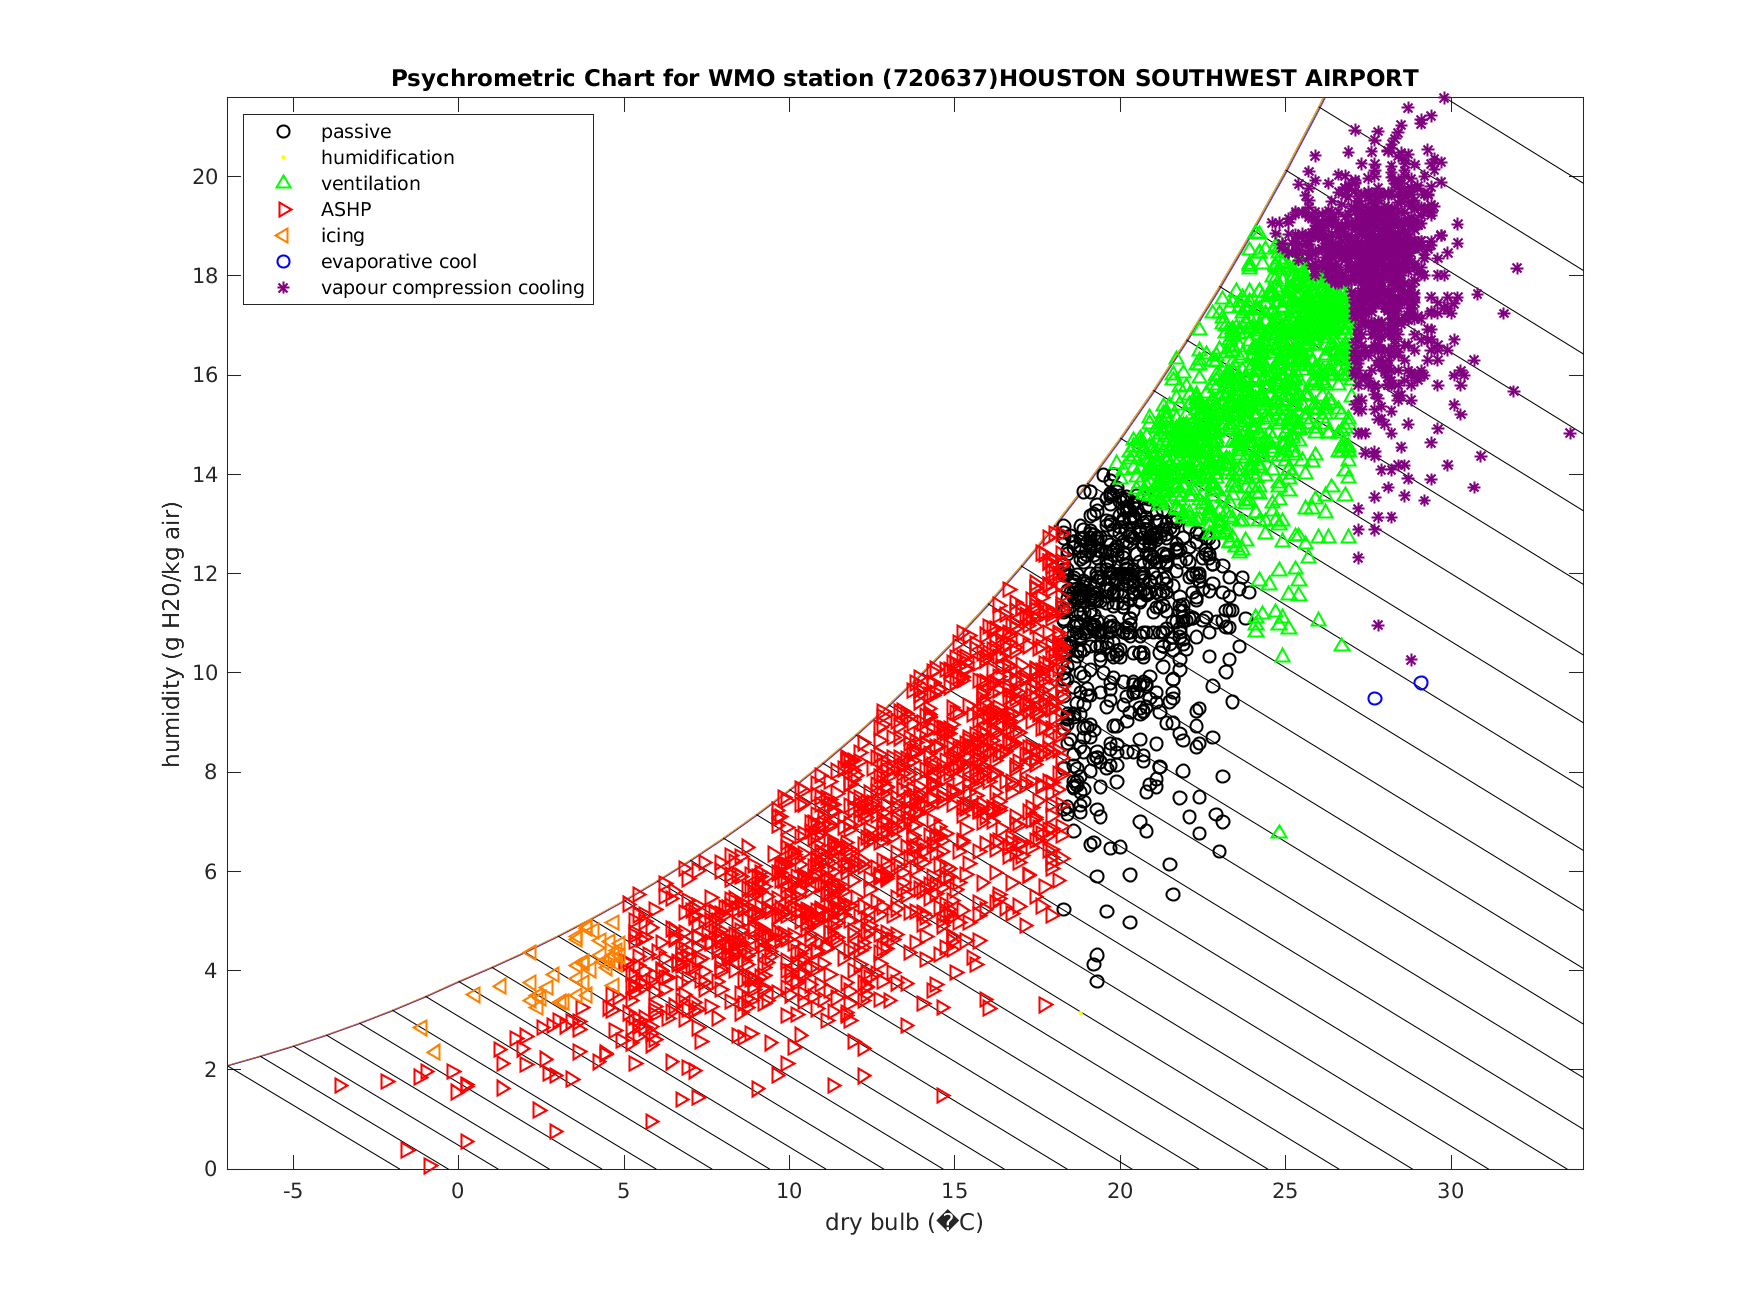 Psychrometric Chart for WMO station (720637)HOUSTON SOUTHWEST AIRPORT
passive
humidification
ventilation
ASHP
icing
evaporative cool
vapour compression cooling
humidity (g H20/kg air)
20
18
16
14
12
10
8
6
4
2
0
-5
0
5
10
15
20
25
30
dry bulb (�C)